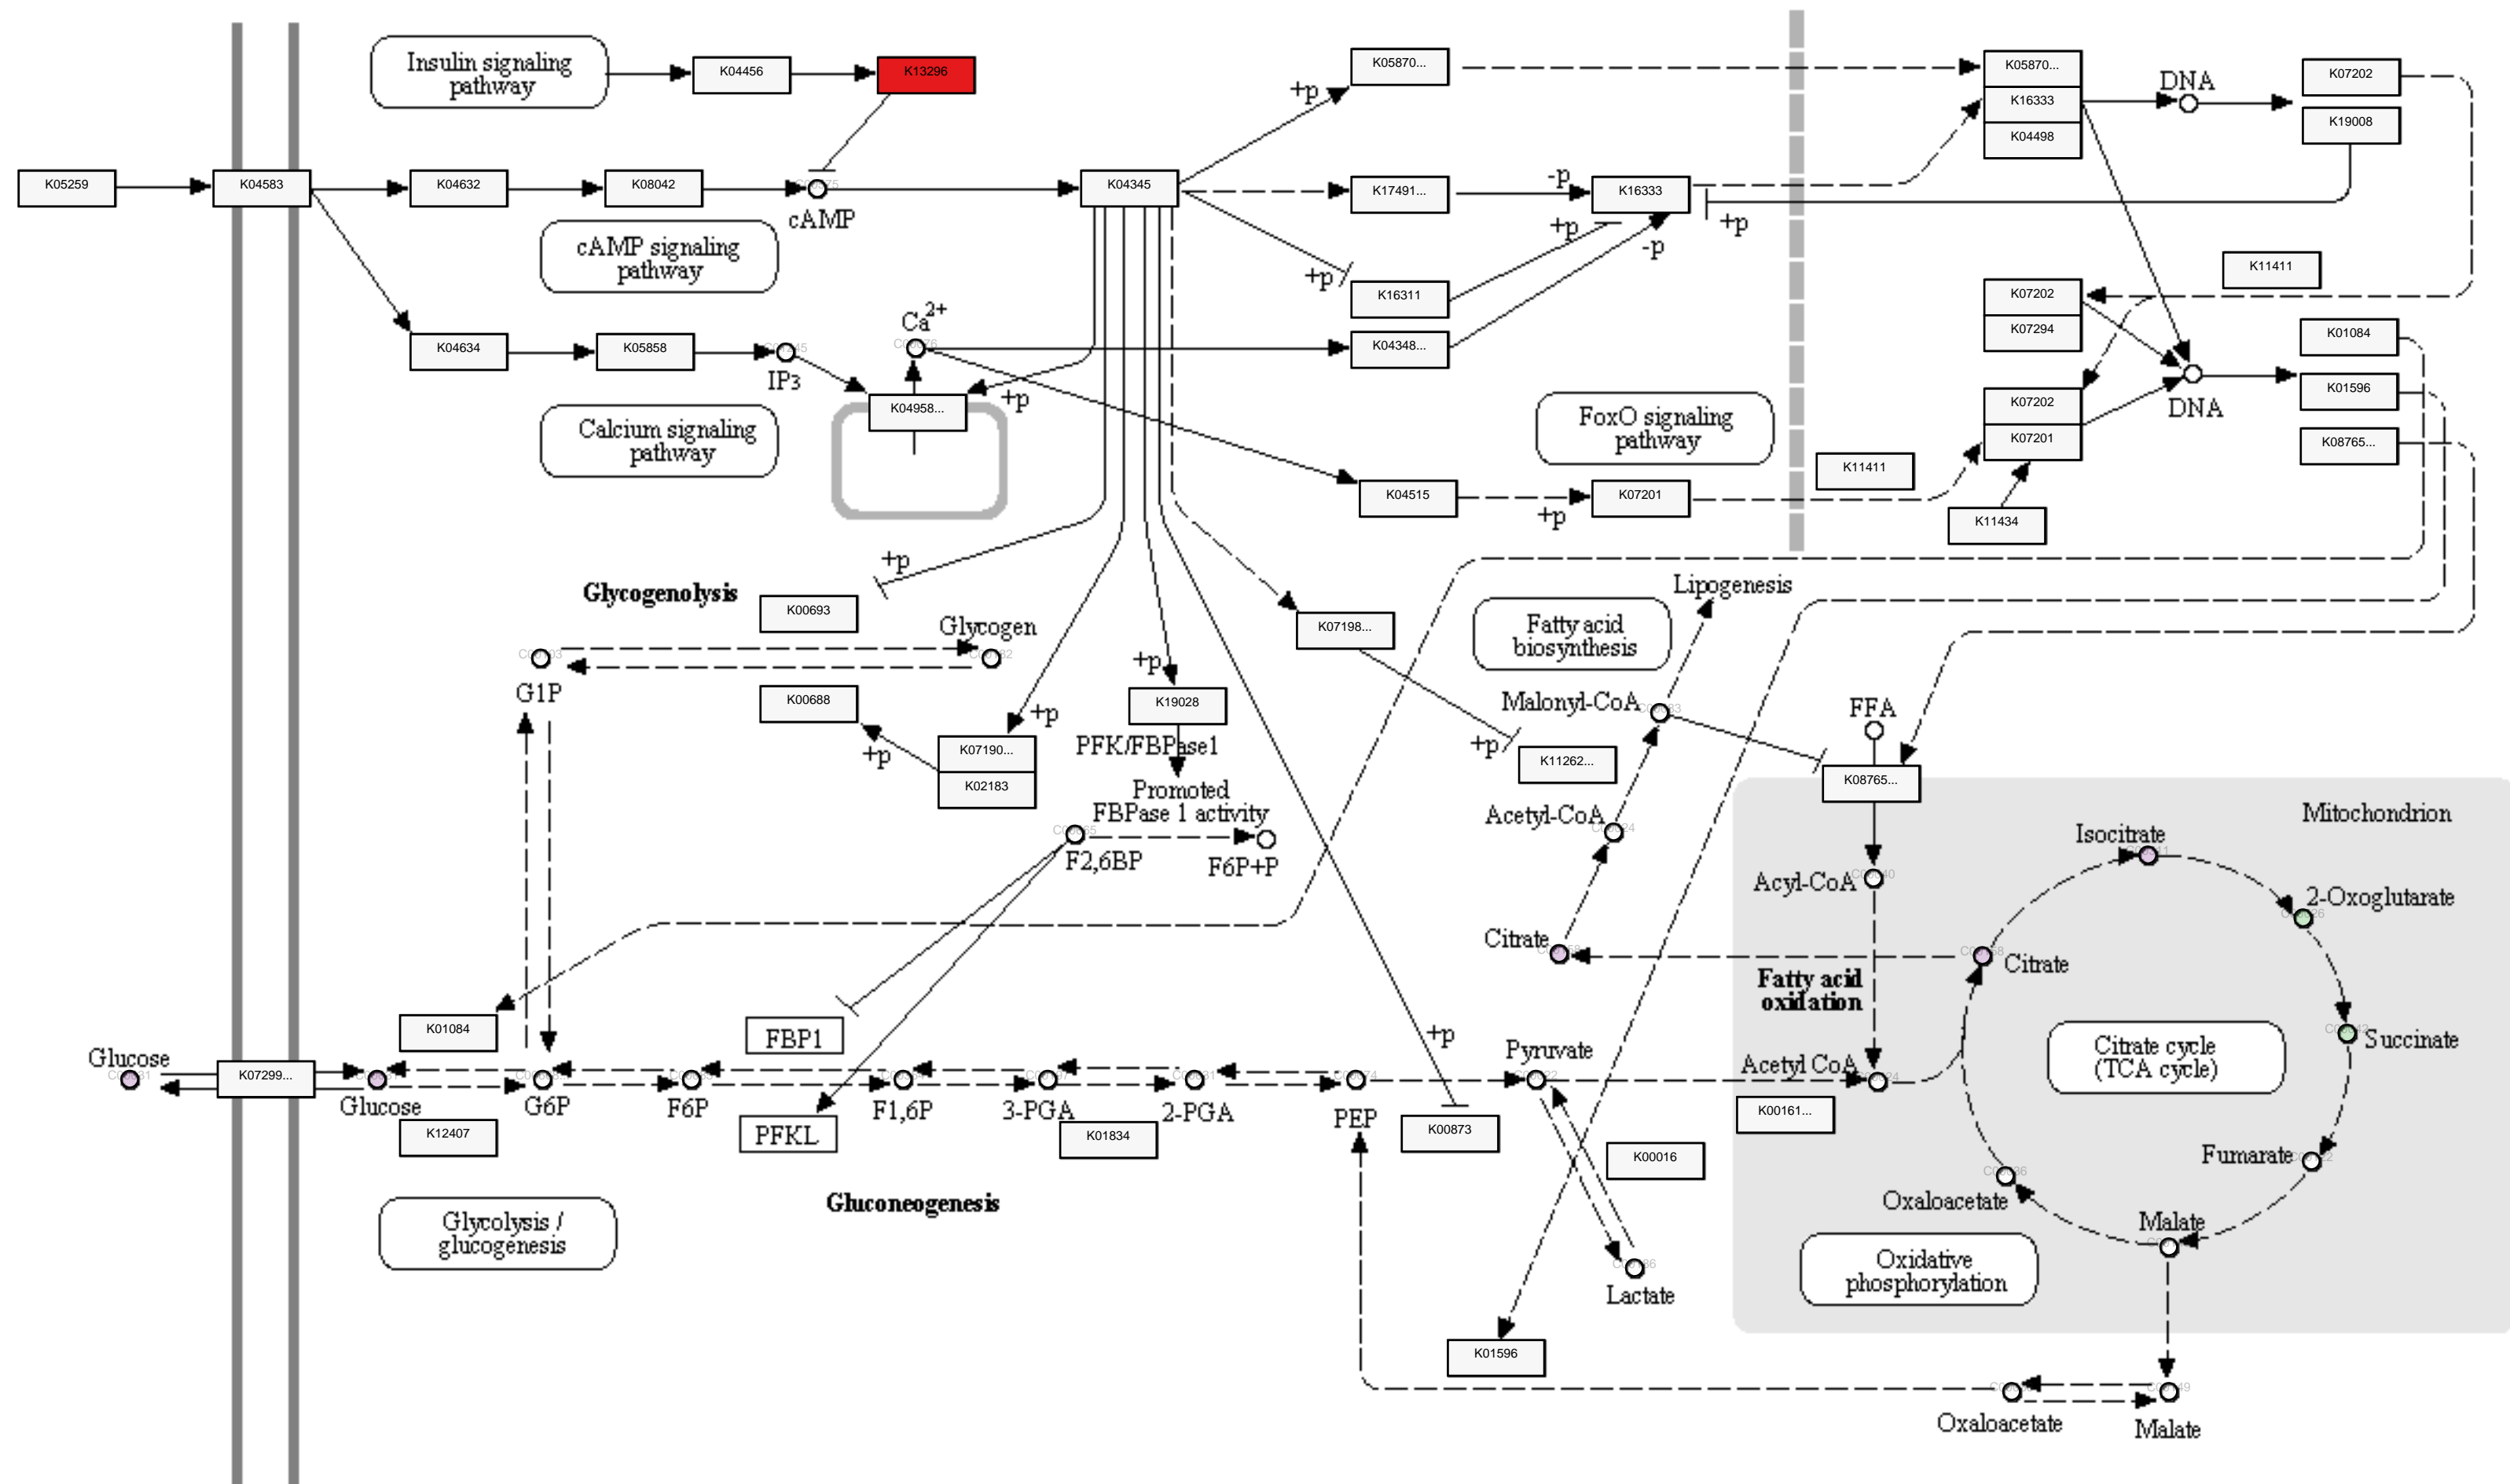 Insulin signaling
pathway
K04456
K13296
K05870...
K05870...
K16333
K04498
DNA
K07202
K19008
+p
K05259
K04583
K04632
K08042
cAMP
K04345
K17491...
-p
K16333
+p
+p
-p
+p
cAMP signaling
pathway
K16311
K11411
K07202
K07294
K04634
K05858
IP3
Ca2+
K04348...
K01084
K04958...
+p
K01596
DNA
K07202
K07201
K08765...
Calcium signaling
pathway
FoxO signaling
pathway
K11411
K04515
+p
K07201
K11434
+p
Glycogenolysis
K00693
Glycogen
G1P
K00688
+p
+p
K07190...
K02183
+p
K19028
PFK/FBPase1
Promoted
FBPase 1 activity
F2,6BP
F6P+P
K07198...
Lipogenesis
Fatty acid
biosynthesis
Malonyl-CoA
+p
K11262...
FFA
K08765...
Acetyl-CoA
Mitochondrion
Isocitrate
Acyl-CoA
2-Oxoglutarate
Citrate
Citrate
Fatty acid
oxidation
Succinate
Citrate cycle
(TCA cycle)
K01084
FBP1
+p
Glucose
K07299...
Glucose
G6P
F6P
F1,6P
3-PGA
2-PGA
PEP
Pyruvate
Acetyl CoA
K12407
PFKL
K01834
K00873
K00016
K00161...
Fumarate
Oxaloacetate
Malate
Gluconeogenesis
Glycolysis /
glucogenesis
Lactate
Oxidative
phosphorylation
K01596
Oxaloacetate
Malate